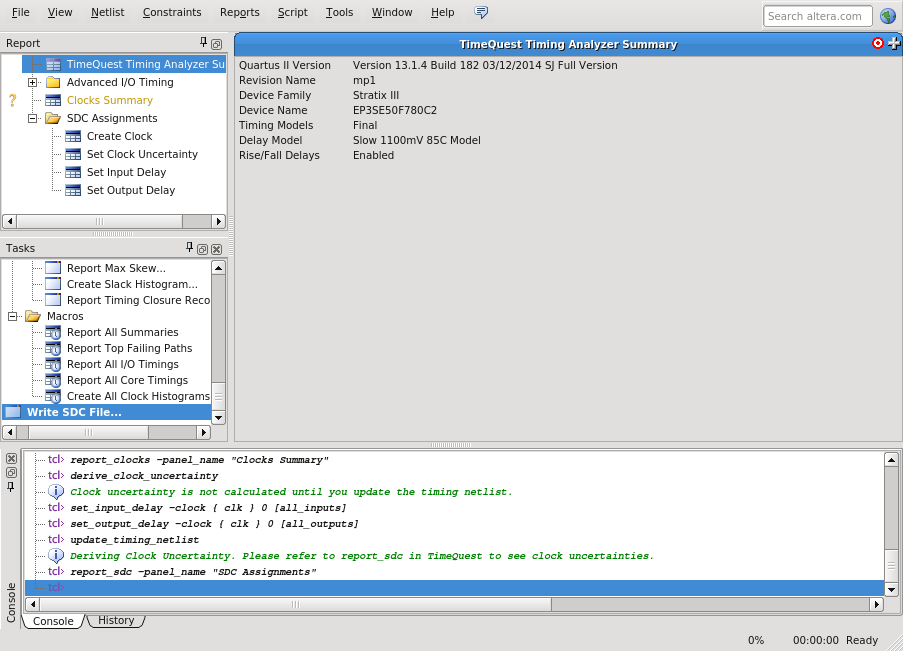 File View Netlist Constraints Reports Script Tools Window Help
Search altera.com
Report
TimeQuest Timing Analyzer Su
Advanced I/O Timing
Clocks Summary
SDC Assignments
Create Clock
Set Clock Uncertainty
Set Input Delay
Set Output Delay
Tasks
Report Max Skew...
Create Slack Histogram...
Report Timing Closure Reco
Macros
Report All Summaries
Report Top Failing Paths
Report All I/O Timings
Report All Core Timings
Create All Clock Histograms
Write SDC File...
TimeQuest Timing Analyzer Summary
Quartus II Version Version 13.1.4 Build 182 03/12/2014 SJ Full Version
Revision Name mp1
Device Family Stratix III
Device Name EP3SE50F780C2
Timing Models Final
Delay Model Slow 1100mV 85C Model
Rise/Fall Delays Enabled
tcl> report_clocks -panel_name "Clocks Summary"
tcl> derive_clock_uncertainty
Clock uncertainty is not calculated until you update the timing netlist.
tcl> set_input_delay -clock { clk } 0 [all_inputs]
tcl> set_output_delay -clock { clk } 0 [all_outputs]
tcl> update_timing_netlist
Deriving Clock Uncertainty. Please refer to report_sdc in TimeQuest to see clock uncertainties.
tcl> report_sdc -panel_name "SDC Assignments"
tcl>
Console
Console History
0% 00:00:00 Ready